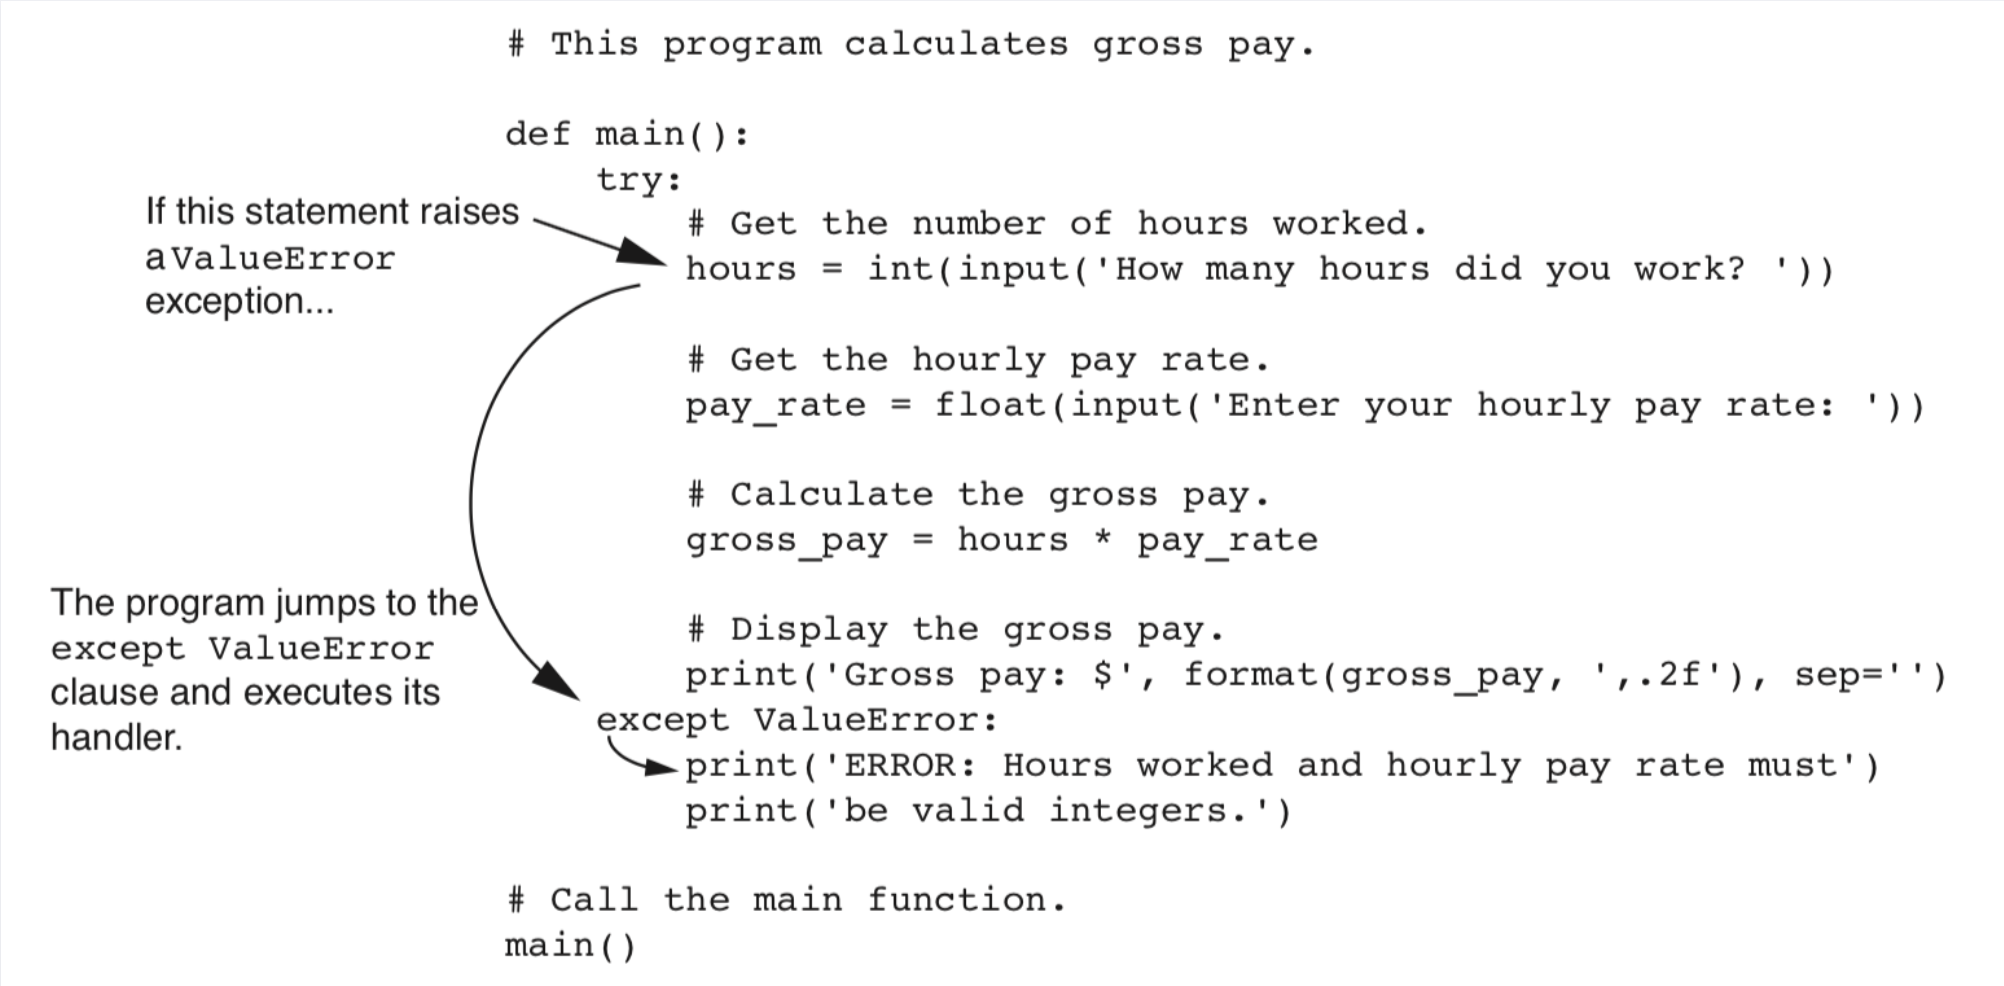 # This program calculates gross pay.
def main():
try:
If this statement raises
a ValueError
exception...
# Get the number of hours worked.
hours = int(input('How many hours did you work? '))
# Get the hourly pay rate.
pay_rate = float(input('Enter your hourly pay rate: '))
# Calculate the gross pay.
gross_pay = hours * pay_rate
# Display the gross pay.
print('Gross pay: $', format(gross_pay, ',.2f'), sep='')
The program jumps to the
except ValueError
clause and executes its
handler.
except ValueError:
print('ERROR: Hours worked and hourly pay rate must')
print('be valid integers.')
# Call the main function.
main()